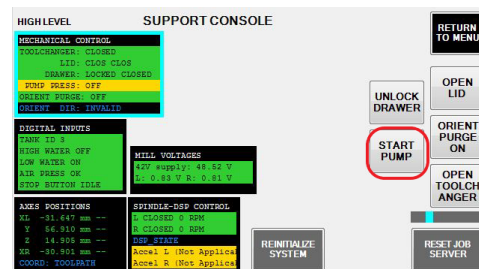 HIGH LEVEL
SUPPORT CONSOLE
RETURN
TO MENU
MECHANICAL CONTROL
TOOLCHANGER: CLOSED
LID: CLOS CLOS
DRAWER: LOCKED CLOSED
PUMP PRESS: OFF
ORIENT PURGE: OFF
ORIENT DIR: INVALID
UNLOCK
DRAWER
OPEN
LID
START
PUMP
ORIENT
PURGE
ON
OPEN
TOOLCH
ANGER
DIGITAL INPUTS
TANK ID 3
HIGH WATER OFF
LOW WATER ON
AIR PRESS OK
STOP BUTTON IDLE
MILL VOLTAGES
42V supply: 48.52 V
L: 0.83 V R: 0.81 V
AXES POSITIONS
XL -31.647 mm --
Y 56.910 mm --
Z 14.905 mm --
XR -30.901 mm --
COORD: TOOLPATH
SPINDLE-DSP CONTROL
L CLOSED 0 RPM
R CLOSED 0 RPM
DSP_STATE
Accel L (Not Applical
Accel R (Not Applical
REINITIALIZE
SYSTEM
RESET JOB
SERVER